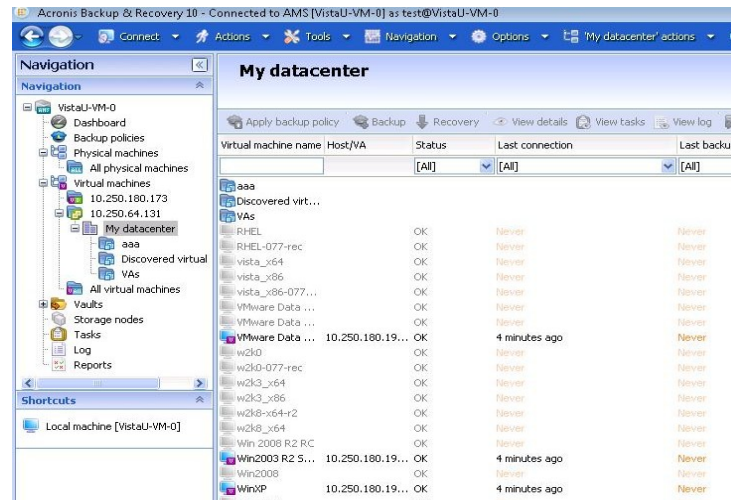 Acronis Backup & Recovery 10 - Connected to AMS [VistaU-VM-0] as test@VistaU-VM-0
Connect Actions Tools Navigation Options 'My datacenter' actions
Navigation
Navigation
VistaU-VM-0
Dashboard
Backup policies
Physical machines
All physical machines
Virtual machines
10.250.180.173
10.250.64.131
My datacenter
aaa
Discovered virtual
VAs
All virtual machines
Vaults
Storage nodes
Tasks
Log
Reports
Shortcuts
Local machine [VistaU-VM-0]
My datacenter
Apply backup policy Backup Recovery View details View tasks View log
Virtual machine name Host/VA Status Last connection Last backu
[All] [All] [All]
aaa
Discovered virt...
VAs
RHEL OK Never Never
RHEL-077-rec OK Never Never
vista_x64 OK Never Never
vista_x86 OK Never Never
vista_x86-077... OK Never Never
VMware Data ... OK Never Never
VMware Data ... OK Never Never
VMware Data ... 10.250.180.19... OK 4 minutes ago Never
w2k0 OK Never Never
w2k0-077-rec OK Never Never
w2k3_x64 OK Never Never
w2k3_x86 OK Never Never
w2k8-x64-r2 OK Never Never
w2k8_x64 OK Never Never
Win 2008 R2 RC OK Never Never
Win2003 R2 S... 10.250.180.19... OK 4 minutes ago Never
Win2008 OK Never Never
WinXP 10.250.180.19... OK 4 minutes ago Never